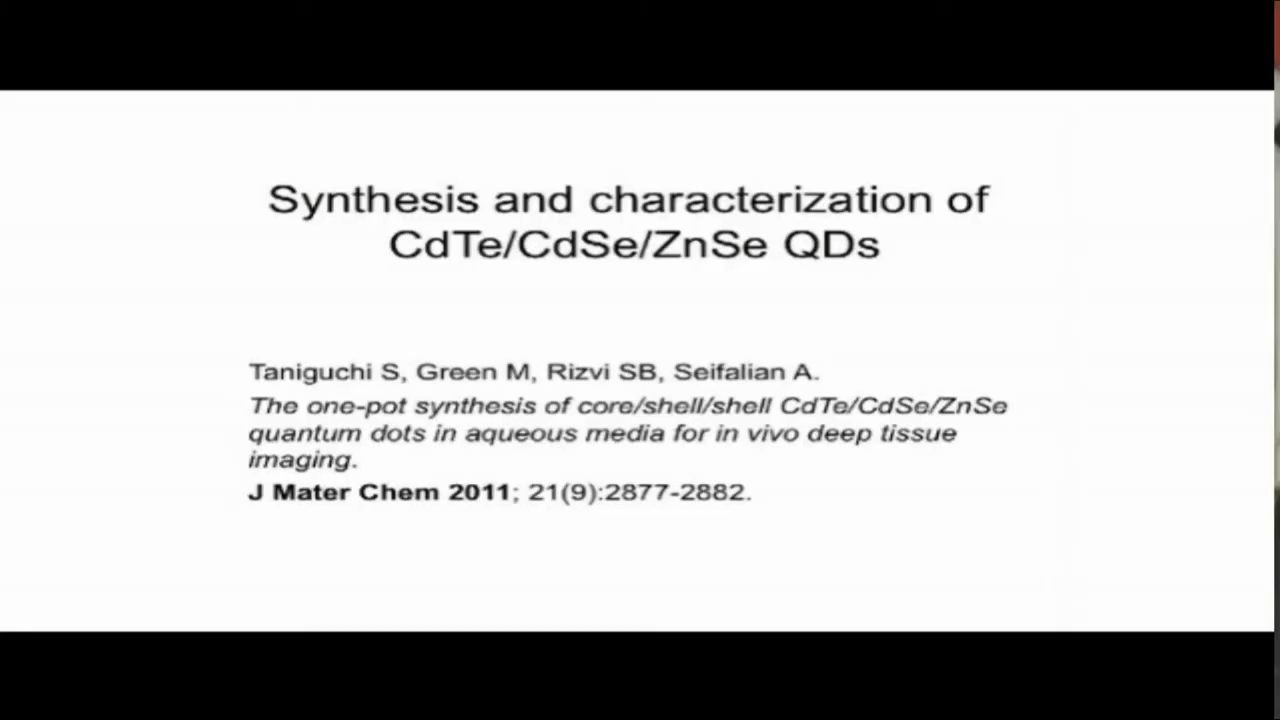 Synthesis and characterization of
CdTe/CdSe/ZnSe QDs
Taniguchi S, Green M, Rizvi SB, Seifalian A.
The one-pot synthesis of core/shell/shell CdTe/CdSe/ZnSe
quantum dots in aqueous media for in vivo deep tissue
imaging.
J Mater Chem 2011; 21(9):2877-2882.